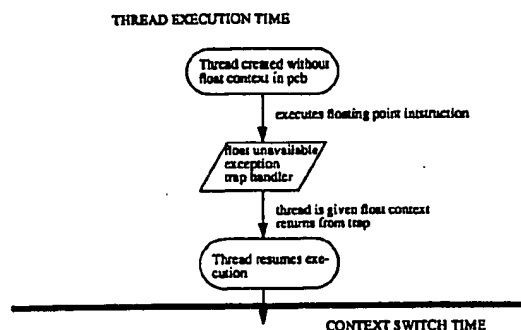 THREAD EXECUTION TIME
Thread created without
float context in pcb
executes floating point intstruction
float unavailable
exception
trap handler
thread is given float context
returns from trap
Thread resumes exe-
cution
CONTEXT SWITCH TIME